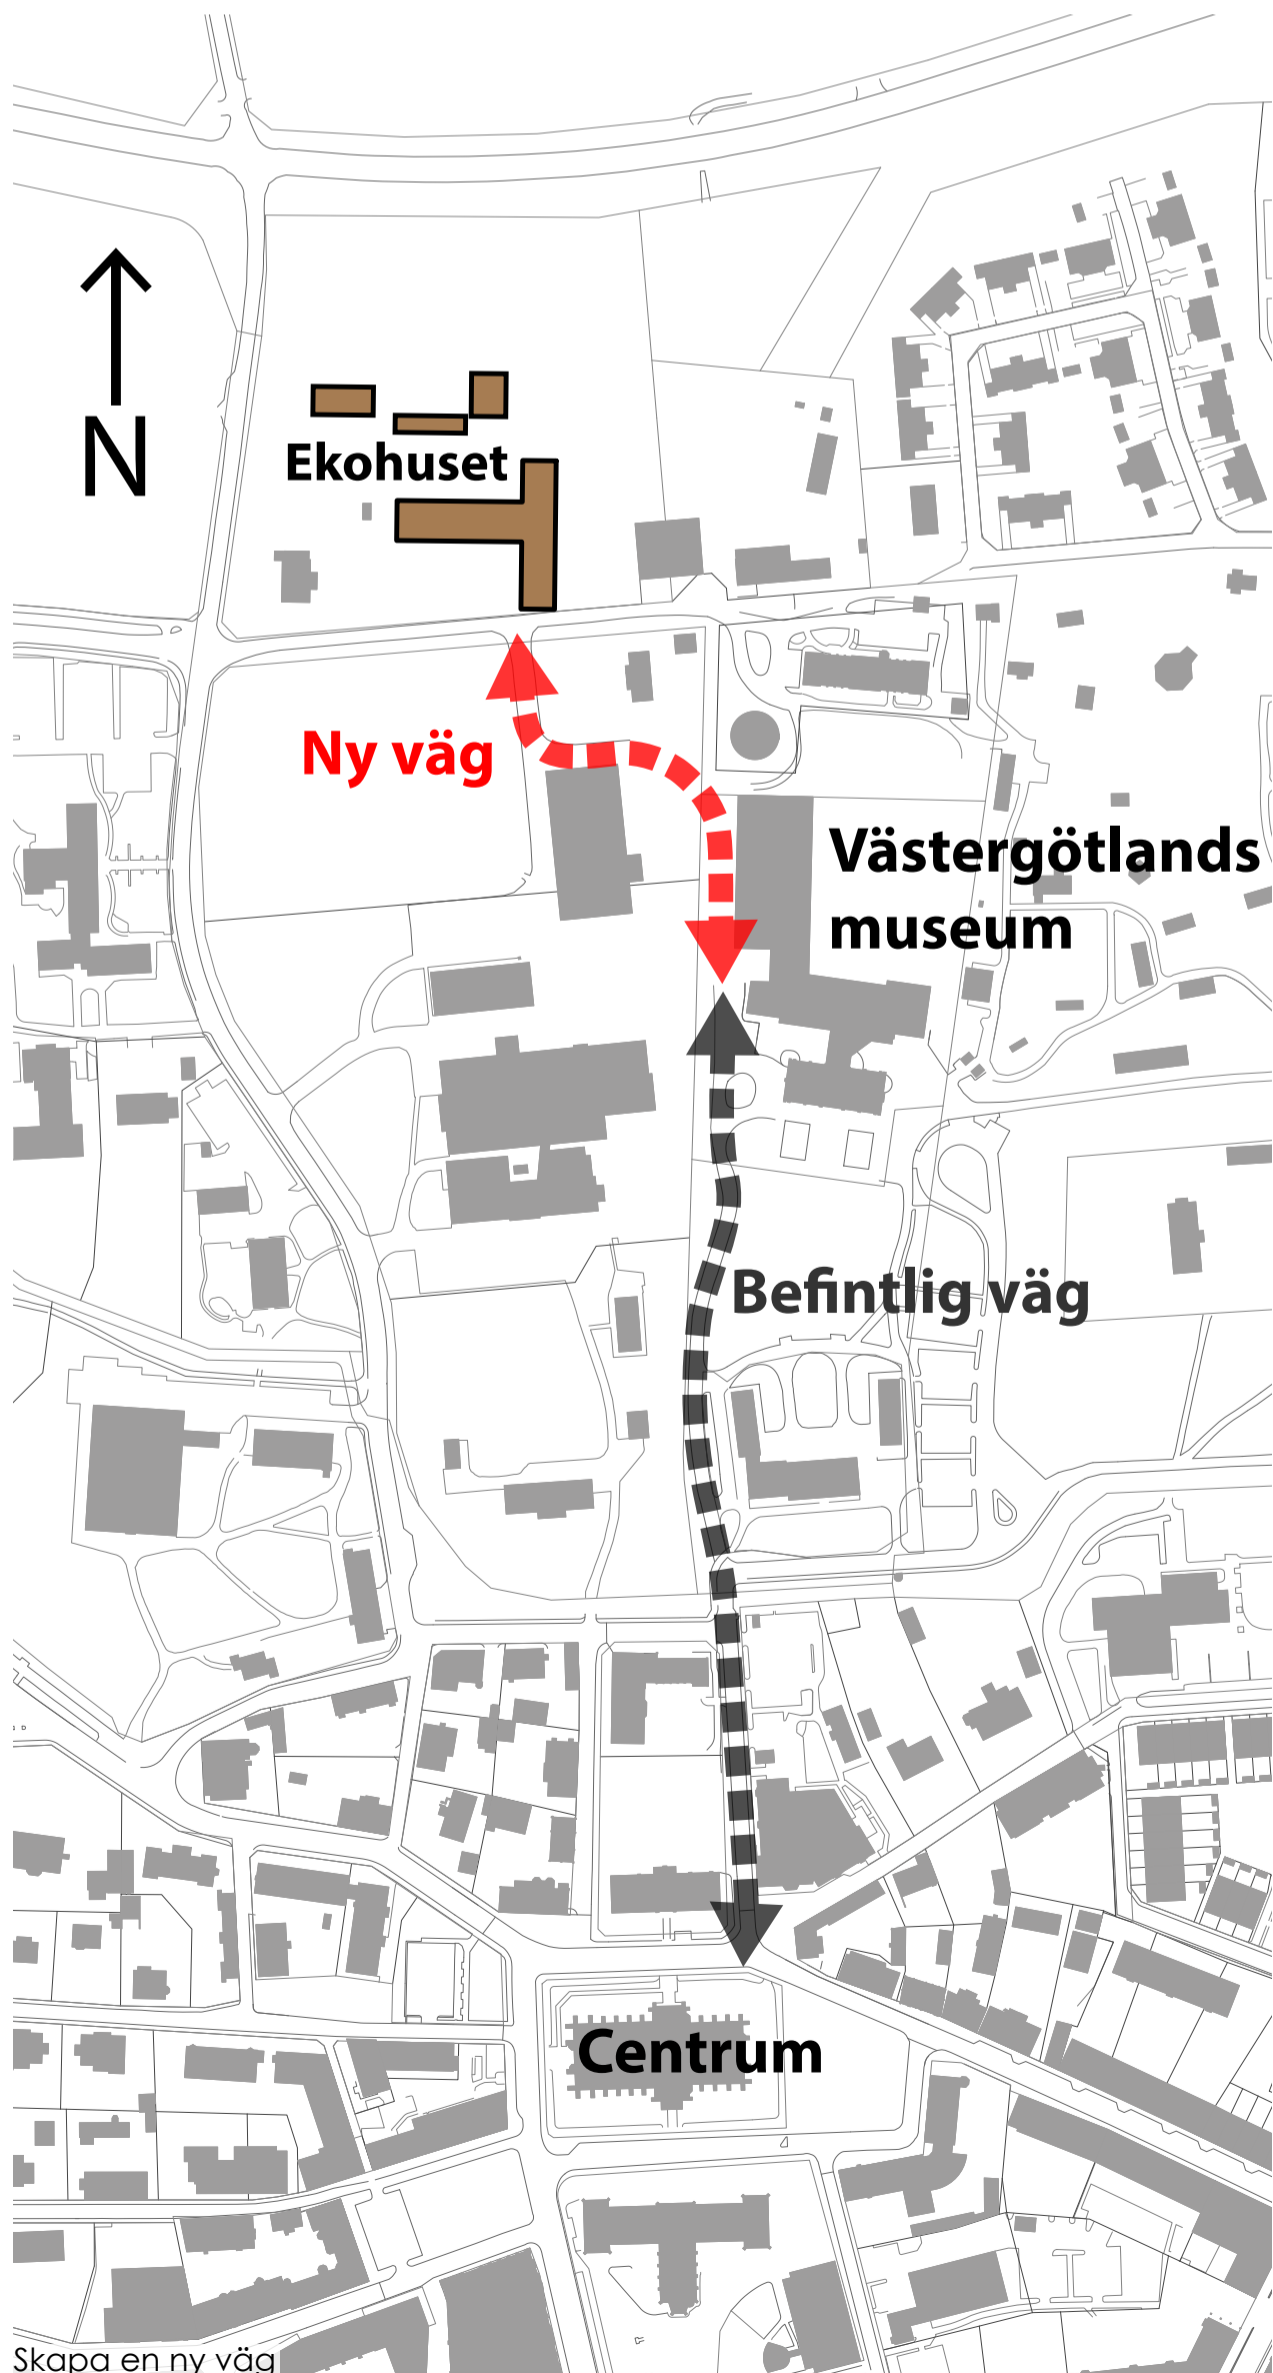 N
Ekohuset
Ny väg
Västergötlands
museum
Befintlig väg
Centrum
Skapa en ny väg